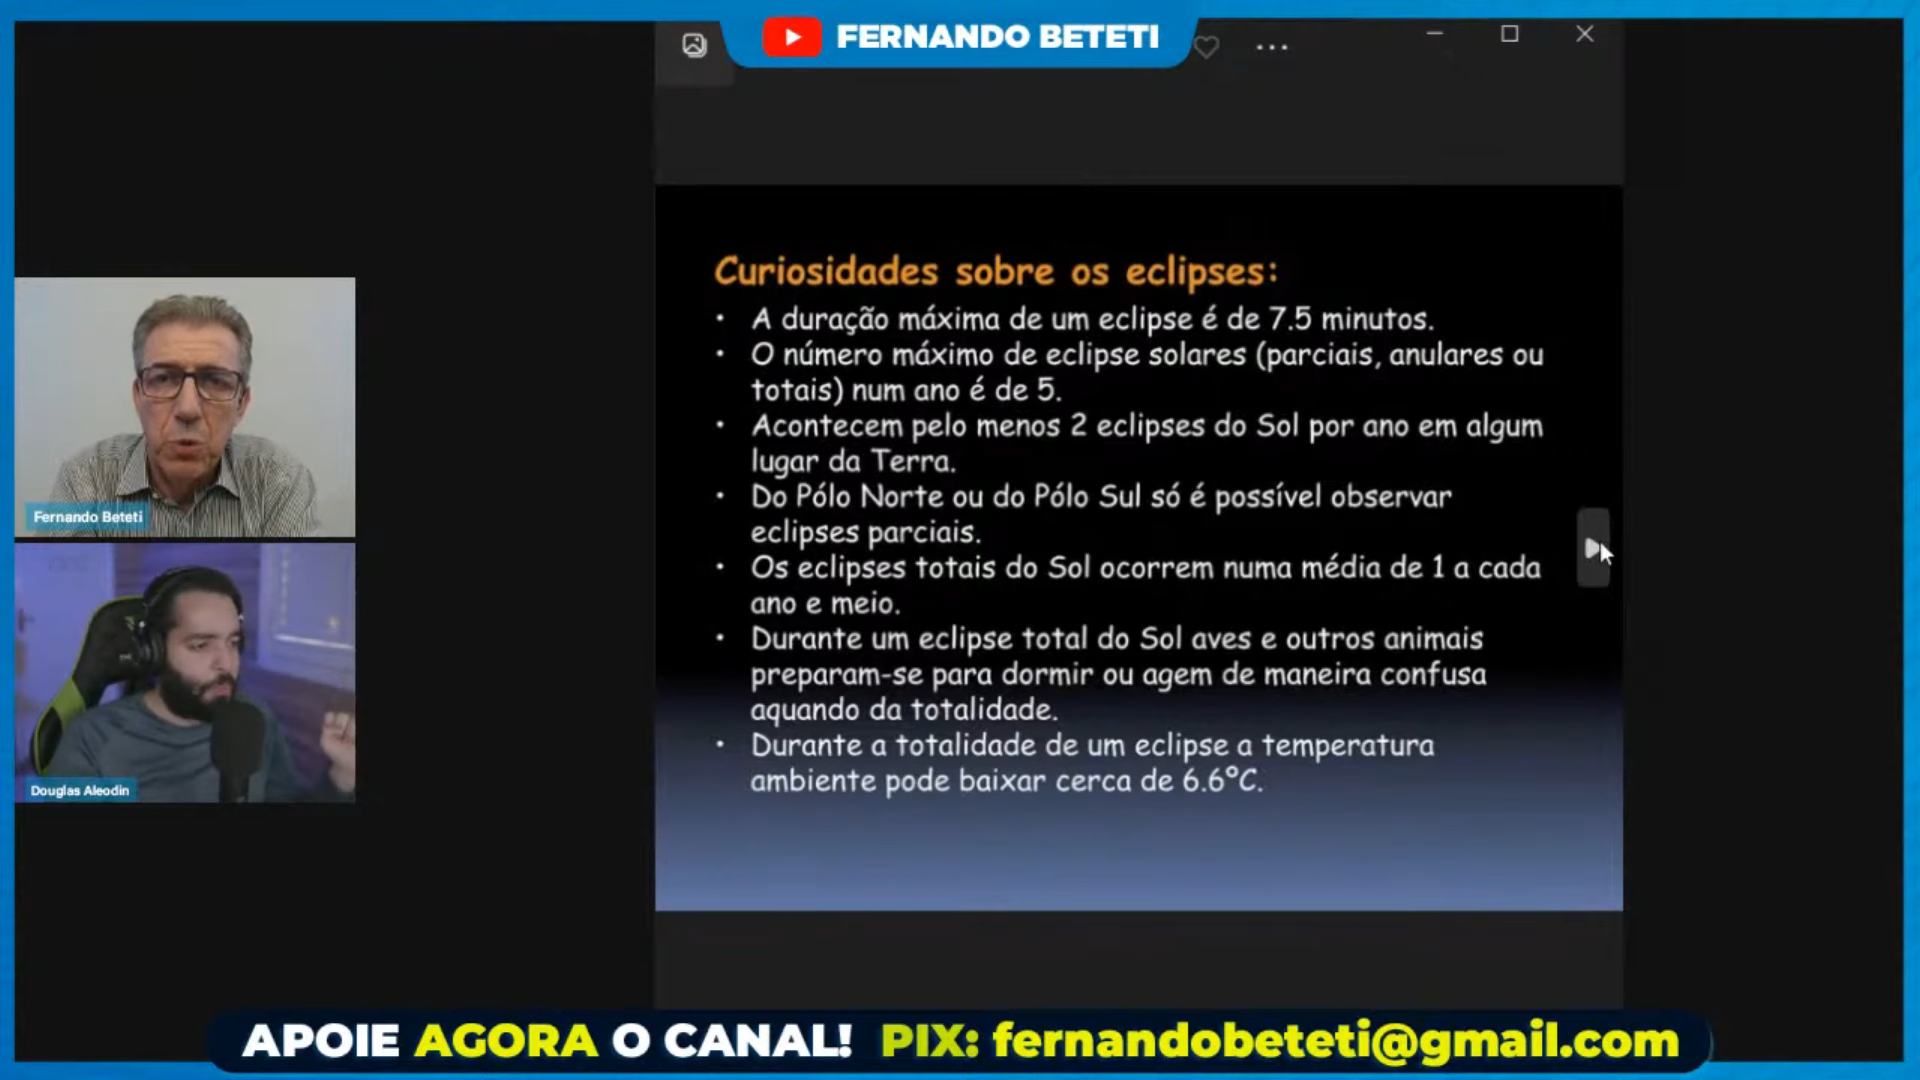 FERNANDO BETETI
Curiosidades sobre os eclipses:
• A duração máxima de um eclipse é de 7.5 minutos.
• O número máximo de eclipse solares (parciais, anulares ou
totais) num ano é de 5.
• Acontecem pelo menos 2 eclipses do Sol por ano em algum
lugar da Terra.
• Do Pólo Norte ou do Pólo Sul só é possível observar
eclipses parciais.
• Os eclipses totais do Sol ocorrem numa média de 1 a cada
ano e meio.
• Durante um eclipse total do Sol aves e outros animais
preparam-se para dormir ou agem de maneira confusa
aquando da totalidade.
• Durante a totalidade de um eclipse a temperatura
ambiente pode baixar cerca de 6.6ºC.
Fernando Beteti
Douglas Aleodin
APOIE AGORA O CANAL! PIX: fernandobeteti@gmail.com